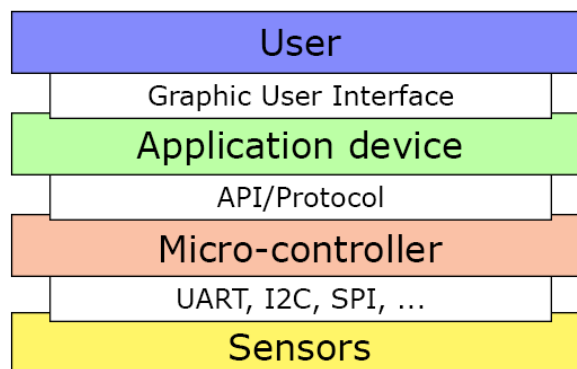 User
Graphic User Interface
Application device
API/Protocol
Micro-controller
UART, I2C, SPI, ...
Sensors